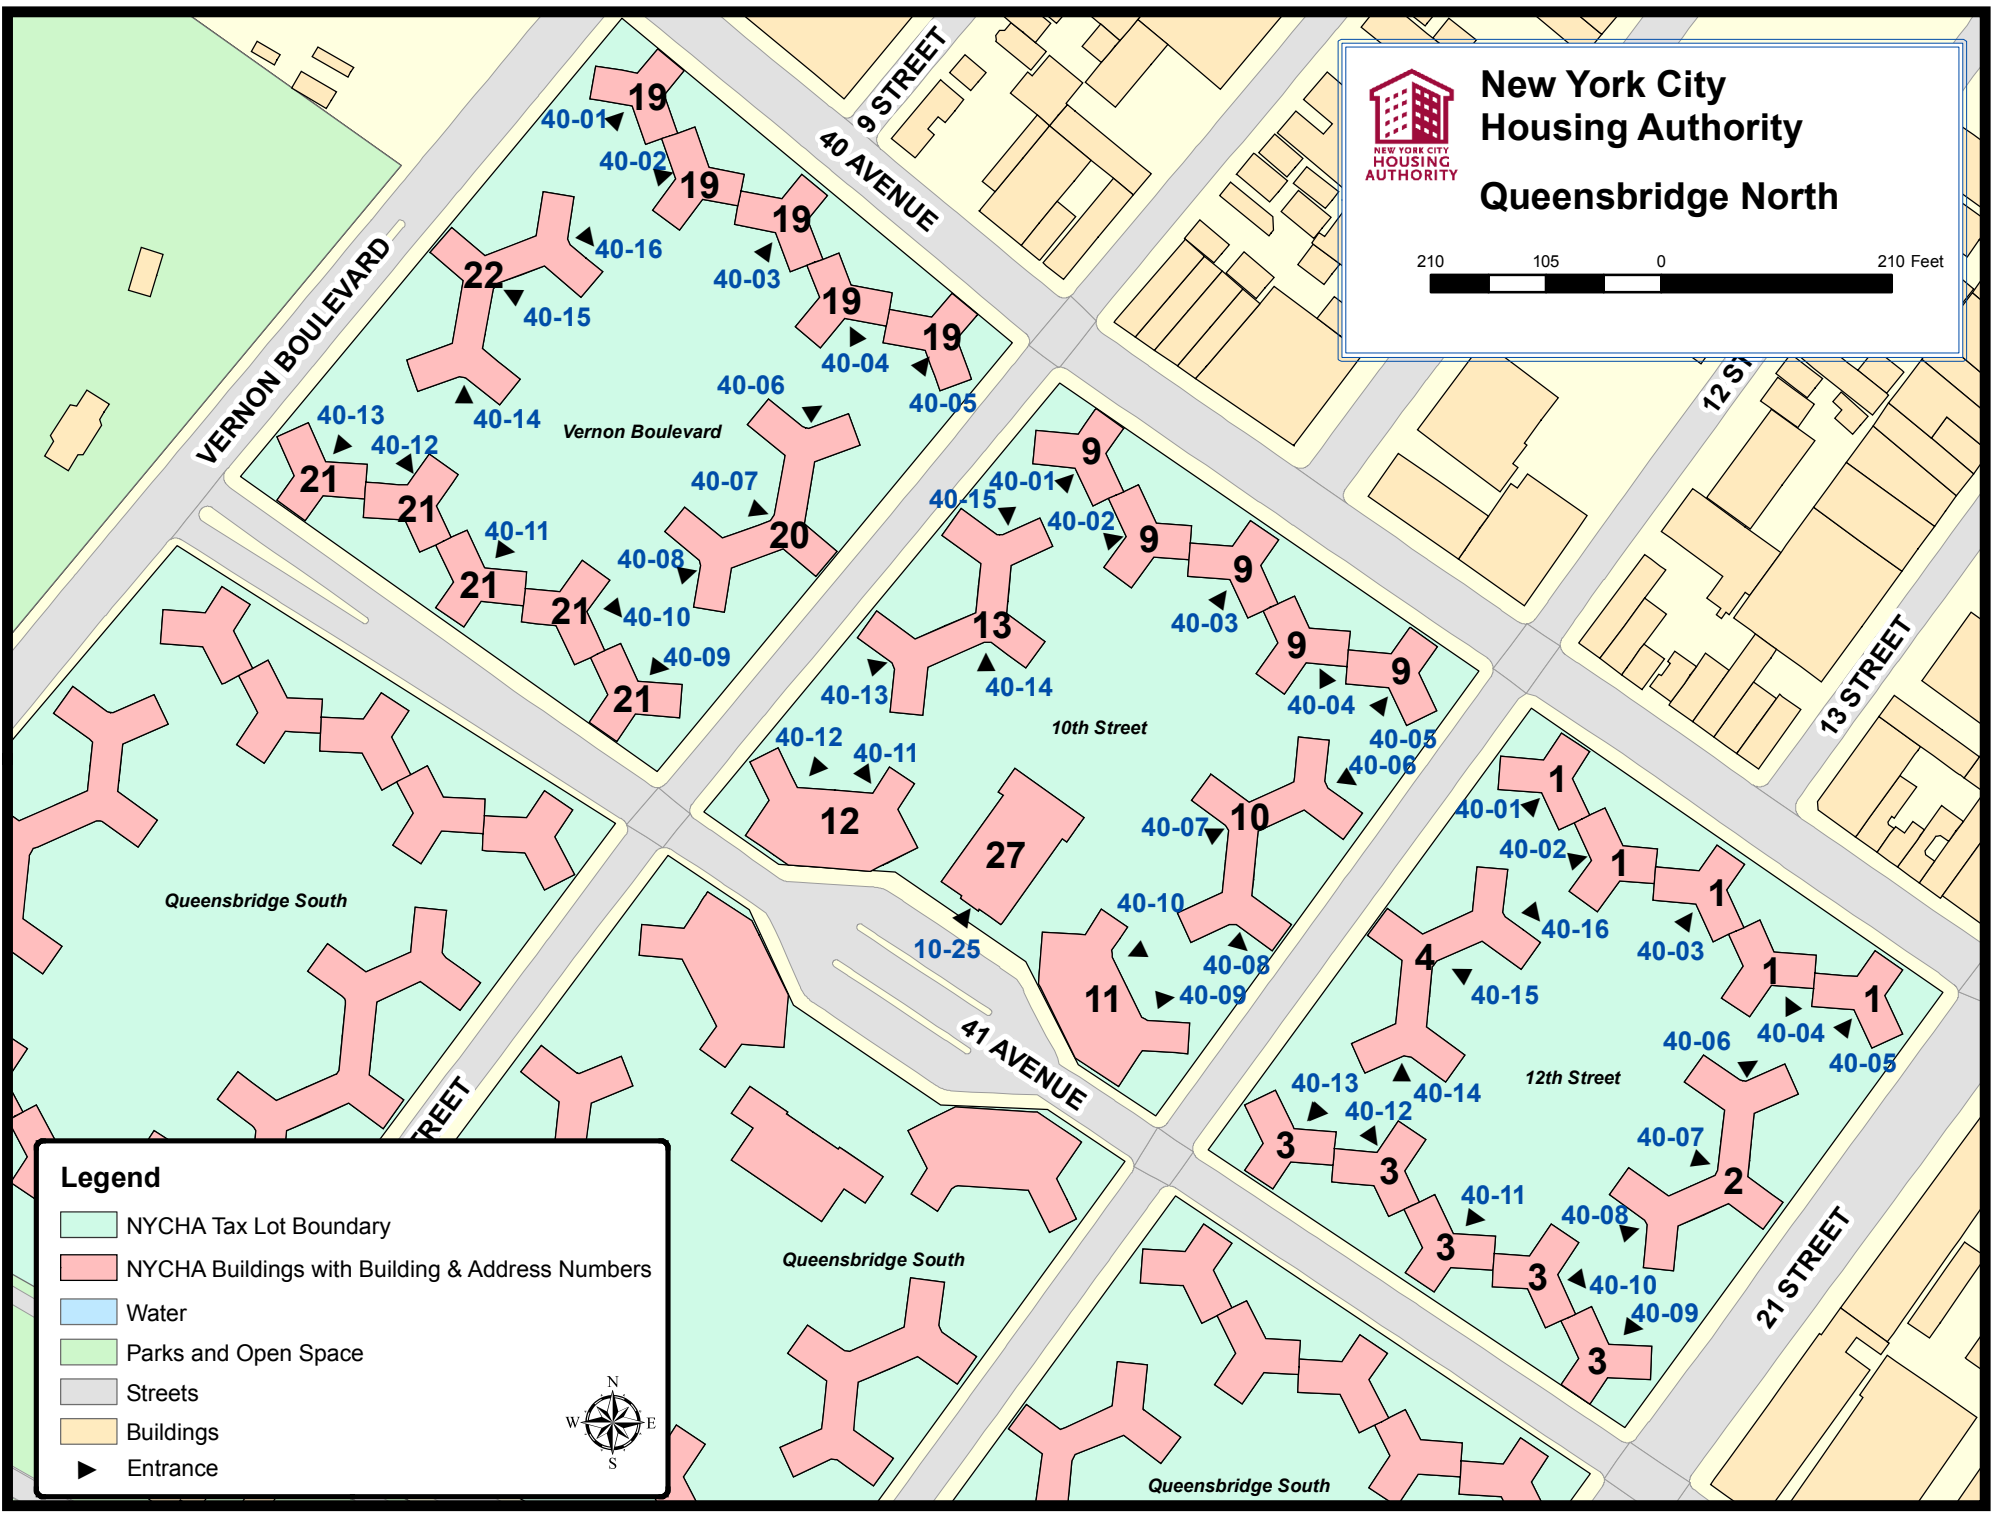 New York City
Housing Authority
Queensbridge North
NEW YORK CITY
HOUSING
AUTHORITY
210
105
0
210 Feet
9 STREET
40 AVENUE
VERNON BOULEVARD
12 ST
13 STREET
21 STREET
41 AVENUE
TREET
19
40-01
40-02
19
19
40-03
19
40-04
19
40-05
40-16
22
40-15
40-14
Vernon Boulevard
40-06
40-07
20
40-08
40-13
40-12
21
21
40-11
21
21
40-10
40-09
21
9
40-01
40-15
40-02
9
9
40-03
9
9
40-04
40-05
40-06
13
40-13
40-14
10th Street
40-12
40-11
12
27
10-25
10
40-07
40-10
40-08
40-09
11
1
40-01
40-02
1
1
40-03
1
1
40-04
40-05
40-16
4
40-15
40-14
12th Street
40-06
40-07
2
40-08
40-13
40-12
3
3
40-11
3
3
40-10
40-09
3
Queensbridge South
Queensbridge South
Queensbridge South
Legend
NYCHA Tax Lot Boundary
NYCHA Buildings with Building & Address Numbers
Water
Parks and Open Space
Streets
Buildings
Entrance
N
W
E
S